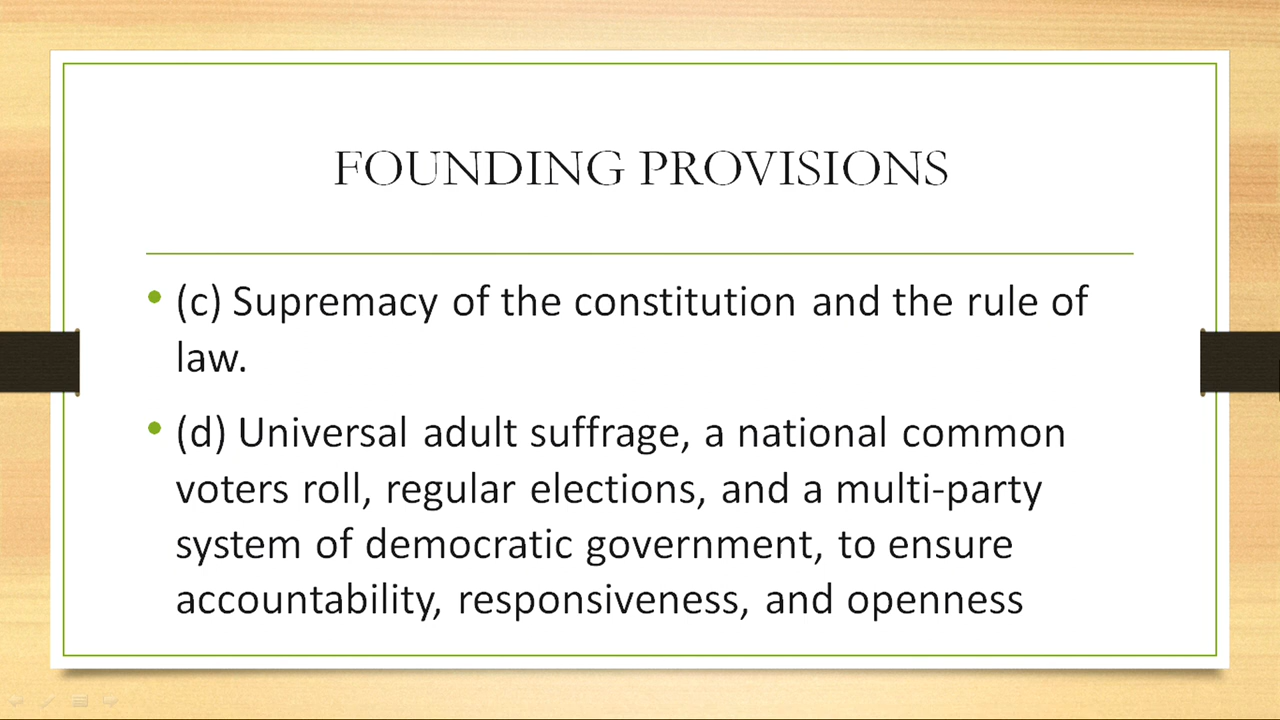 FOUNDING PROVISIONS
• (c) Supremacy of the constitution and the rule of
law.
• (d) Universal adult suffrage, a national common
voters roll, regular elections, and a multi-party
system of democratic government, to ensure
accountability, responsiveness, and openness